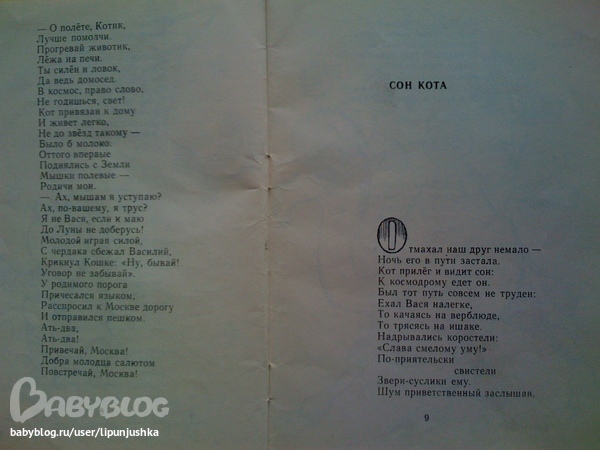 — О полёте, Котик,
Лучше помолчи.
Прогревай животик,
Лёжа на печи.
Ты силён и ловок,
Да ведь домосед.
В космос, право слово,
Не годишься, свет!
Кот привязан к дому
И живет легко,
Не до звёзд такому —
Было б молоко.
Оттого впервые
Поднялись с Земли
Мышки полевые —
Родичи мои.
— Ах, мышам я уступаю?
Ах, по-вашему, я трус?
Я не Вася, если к маю
До Луны не доберусь!
Молодой играя силой,
С чердака сбежал Василий,
Крикнул Кошке: «Ну, бывай!
Уговор не забывай».
У родимого порога
Причесался языком,
Расспросил к Москве дорогу
И отправился пешком.
Ать-два,
Ать-два!
Привечай, Москва!
Добра молодца салютом
Повстречай, Москва!
BABYBLOG
babyblog.ru/user/lipunjushka
СОН КОТА
Отмахал наш друг немало —
Ночь его в пути застала.
Кот прилёг и видит сон:
К космодрому едет он.
Был тот путь совсем не труден:
Ехал Вася налегке,
То качаясь на верблюде,
То трясясь на ишаке.
Надрывались коростели:
«Слава смелому уму!»
По-приятельски
свистели
Звери-суслики ему.
Шум приветственный заслышав,
9